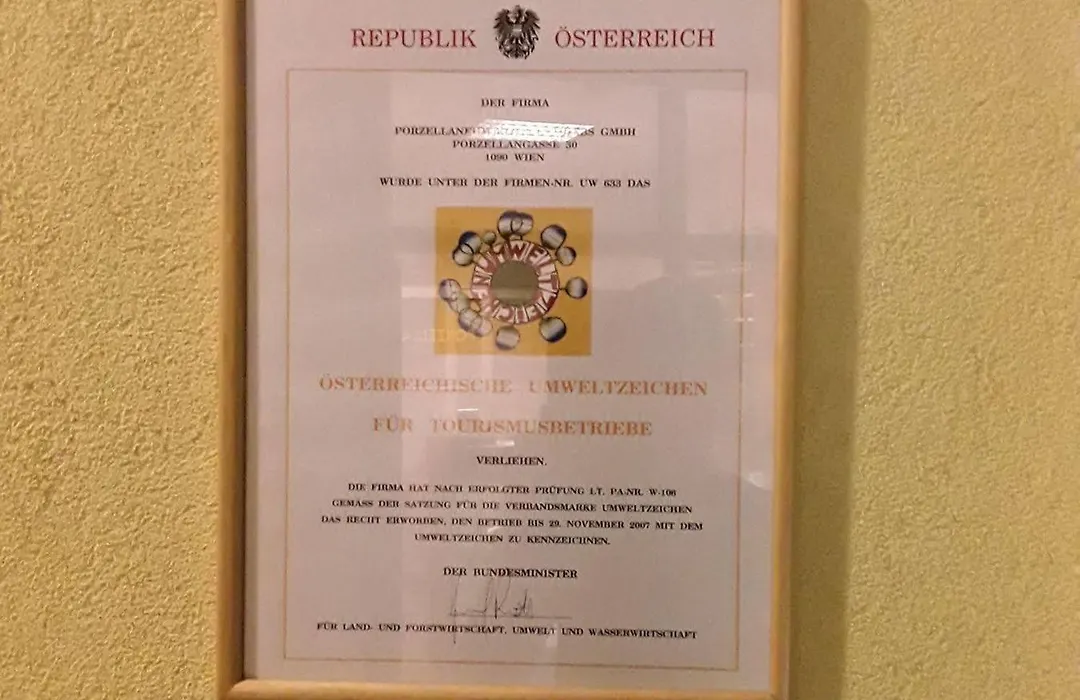 REPUBLIK ÖSTERREICH
DER FIRMA
GMBH
PORZELLANGASSE 30
1090 WIEN
WURDE UNTER DER FIRMEN-NR. UW 633 DAS
UMWELTZEICHEN
ÖSTERREICHISCHE UMWELTZEICHEN
FÜR TOURISMUSBETRIEBE
VERLIEHEN.
DIE FIRMA HAT NACH ERFOLGTER PRÜFUNG LT. PA-NR. W-106
GEMÄSS DER SATZUNG FÜR DIE VERBANDSMARKE UMWELTZEICHEN
DAS RECHT ERWORBEN, DEN BETRIEB BIS 29. NOVEMBER 2007 MIT DEM
UMWELTZEICHEN ZU KENNZEICHNEN.
DER BUNDESMINISTER
FÜR LAND- UND FORSTWIRTSCHAFT, UMWELT UND WASSERWIRTSCHAFT